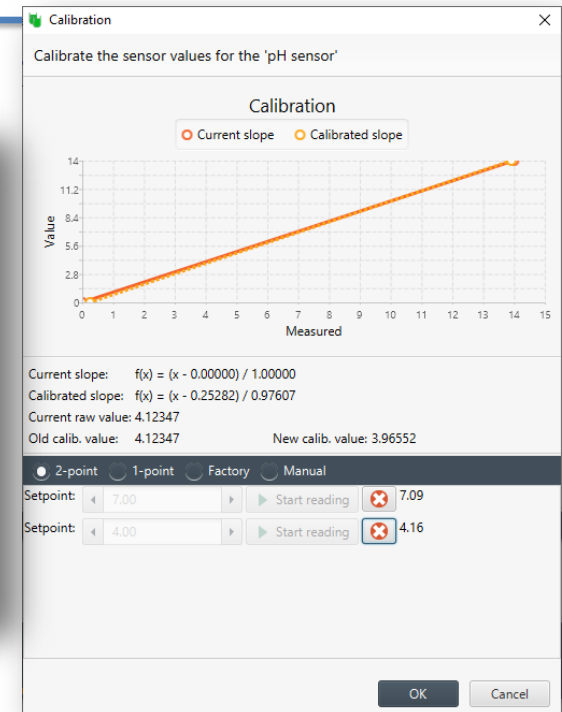 Calibration
Calibrate the sensor values for the 'pH sensor'
Calibration
Current slope Calibrated slope
14
11.2
8.4
5.6
2.8
0
Value
0 1 2 3 4 5 6 7 8 9 10 11 12 13 14 15
Measured
Current slope: f(x) = (x - 0.00000) / 1.00000
Calibrated slope: f(x) = (x - 0.25282) / 0.97607
Current raw value: 4.12347
Old calib. value: 4.12347 New calib. value: 3.96552
2-point 1-point Factory Manual
Setpoint: 7.00 Start reading 7.09
Setpoint: 4.00 Start reading 4.16
OK Cancel